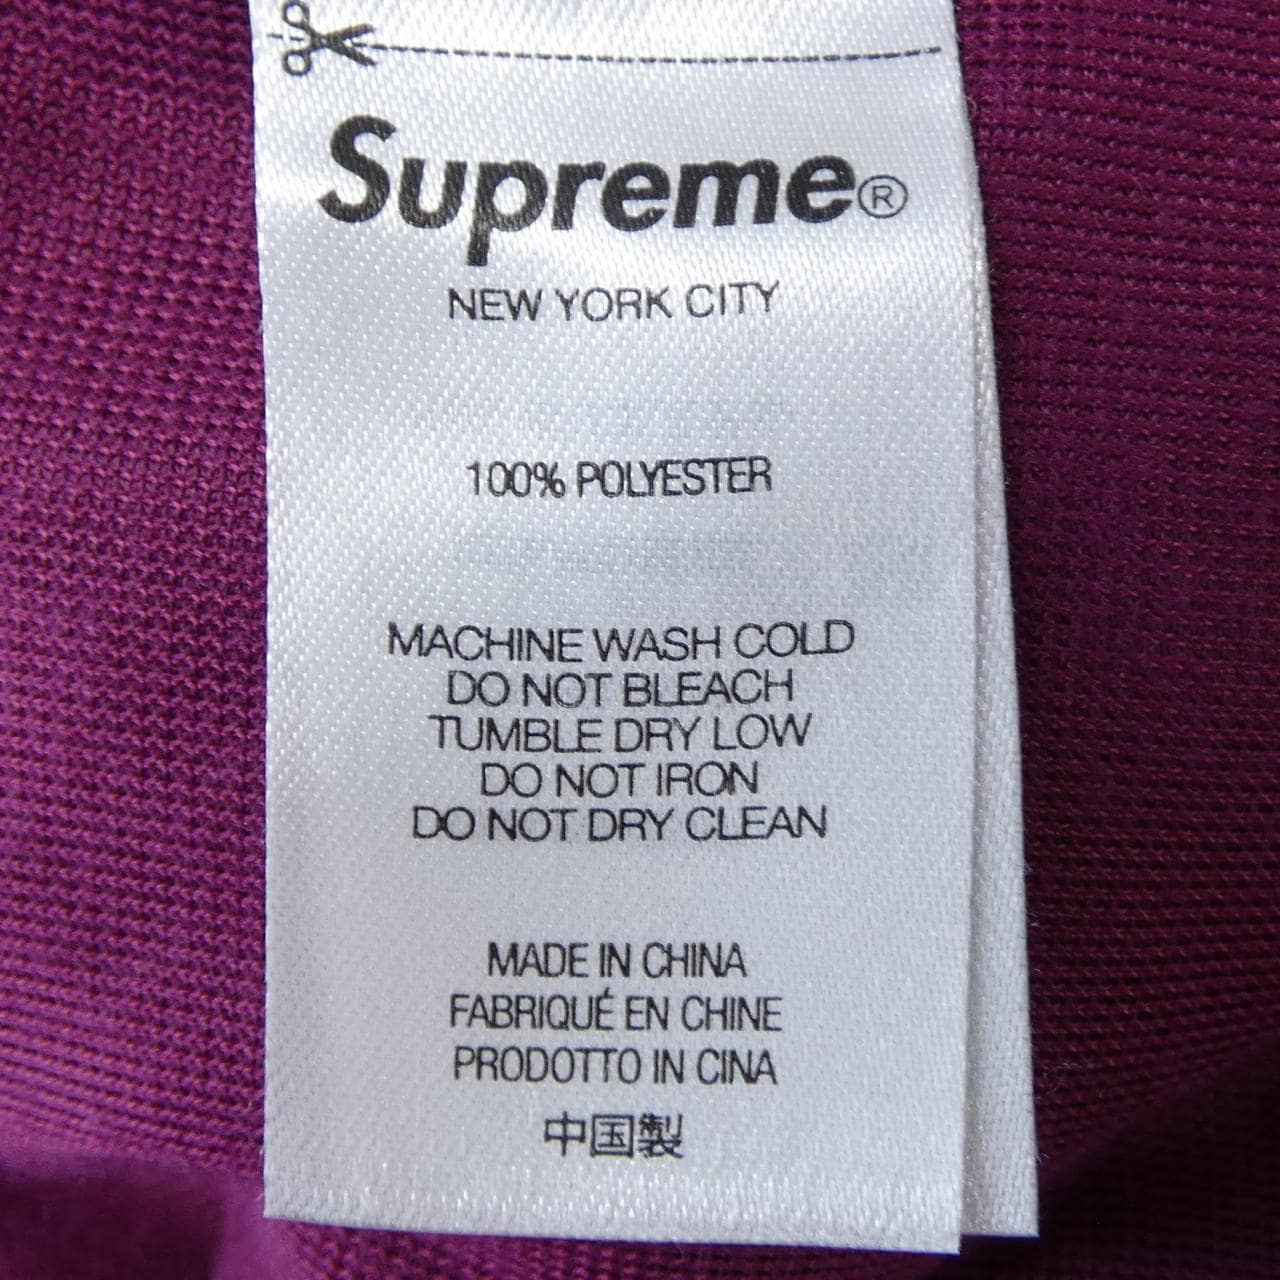 Supreme®
NEW YORK CITY
100% POLYESTER
MACHINE WASH COLD
DO NOT BLEACH
TUMBLE DRY LOW
DO NOT IRON
DO NOT DRY CLEAN
MADE IN CHINA
FABRIQUÉ EN CHINE
PRODOTTO IN CINA
中国製